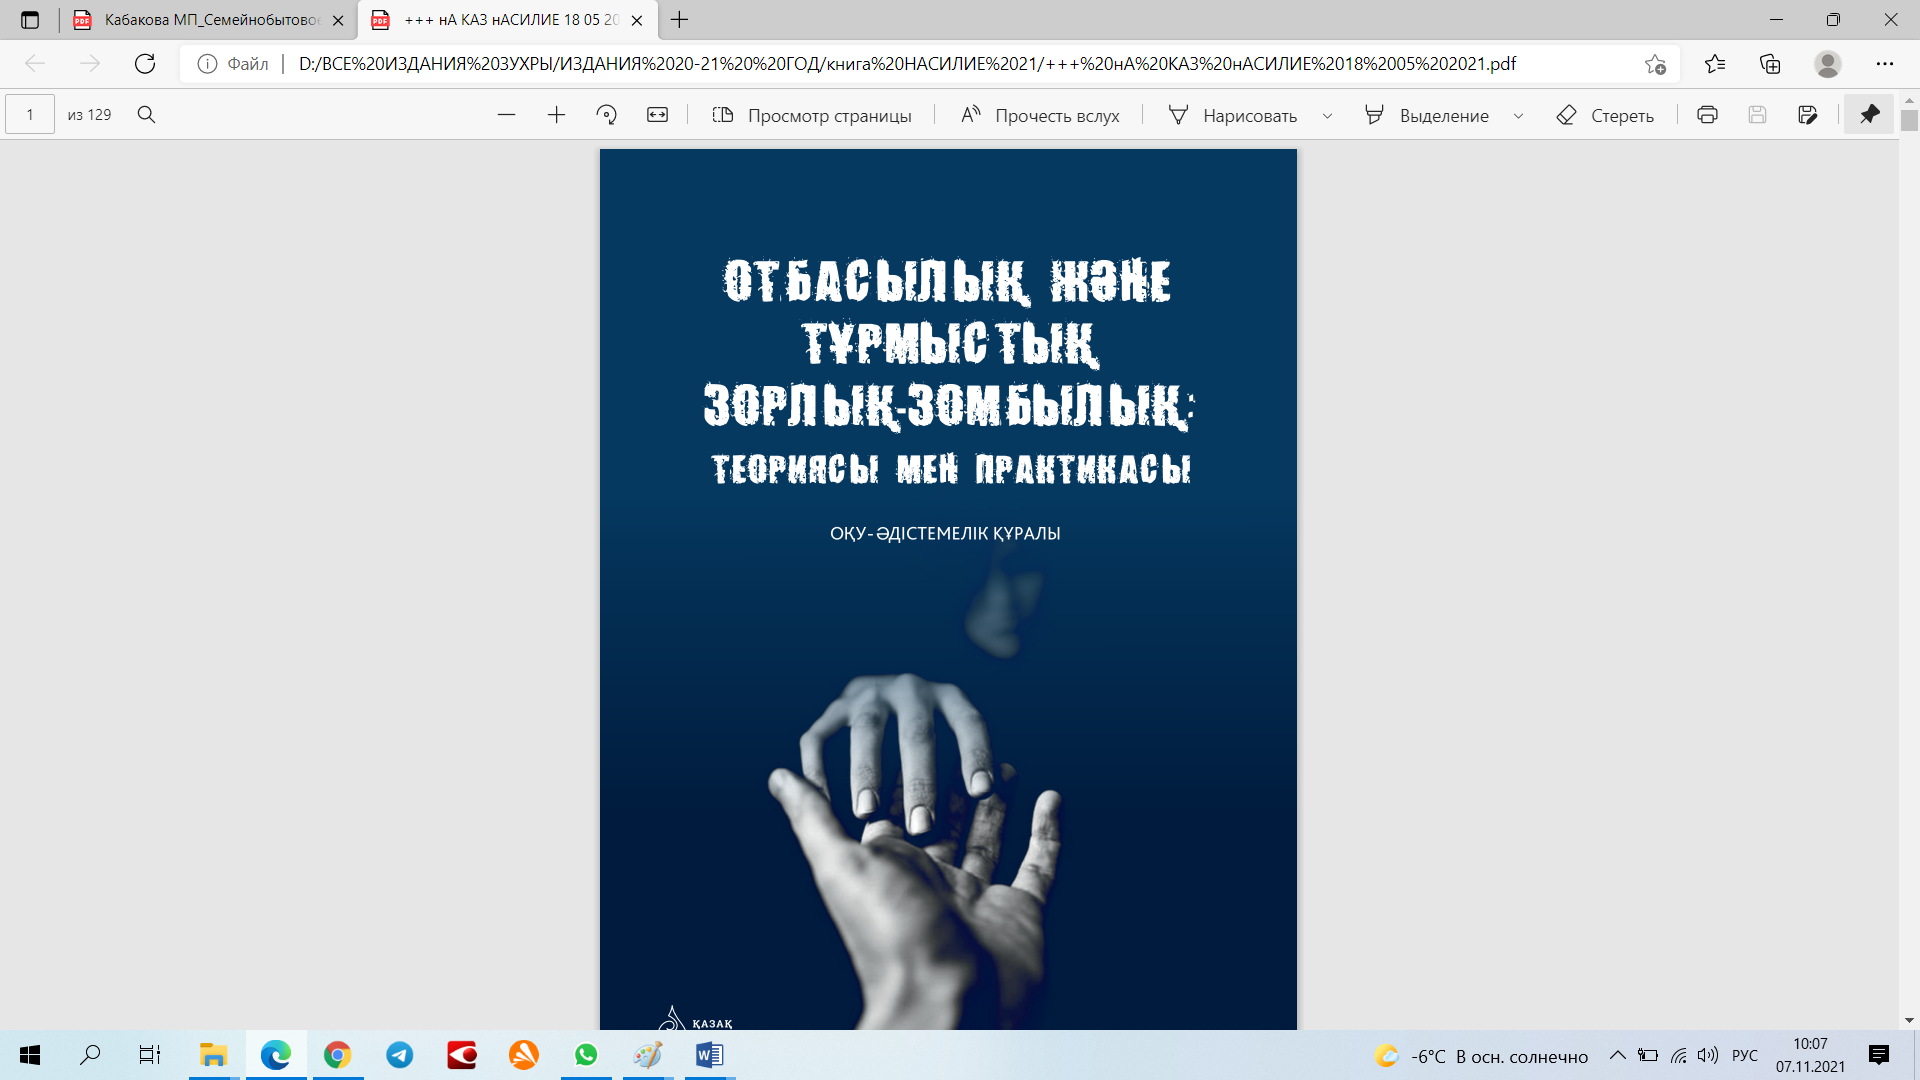 Кабакова МП_Семейнобытовое
+++ нА КАЗ нАСИЛИЕ 18 05 20
Файл
D:/ВСЕ%20ИЗДАНИЯ%20ЗУХРЫ/ИЗДАНИЯ%2020-21%20%20ГОД/книга%20НАСИЛИЕ%2021/+++%20нА%20КАЗ%20нАСИЛИЕ%2018%2005%202021.pdf
1 из 129
Просмотр страницы
Прочесть вслух
Нарисовать
Выделение
Стереть
ОТБАСЫЛЫҚ ЖӘНЕ
ТҰРМЫСТЫҚ
ЗОРЛЫҚ-ЗОМБЫЛЫҚ:
ТЕОРИЯСЫ МЕН ПРАКТИКАСЫ
ОҚУ-ӘДІСТЕМЕЛІК ҚҰРАЛЫ
ҚАЗАҚ
-6°C В осн. солнечно
РУС
10:07
07.11.2021